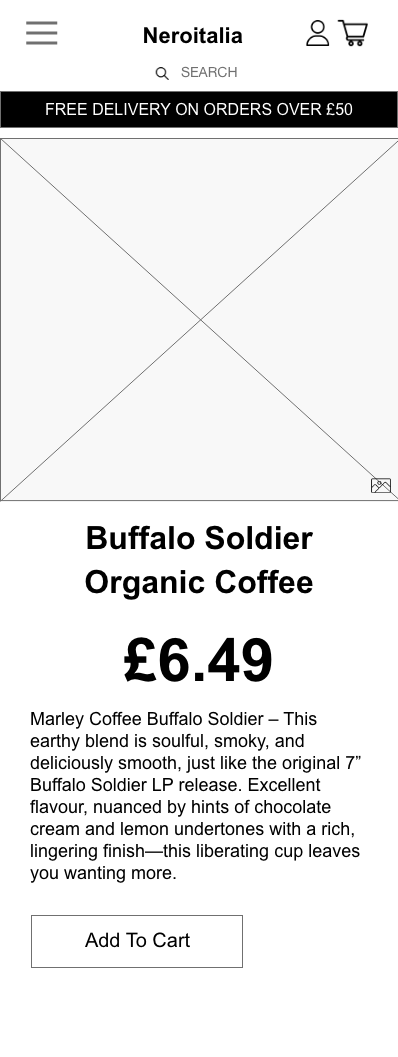 Neroitalia
SEARCH
FREE DELIVERY ON ORDERS OVER £50
Buffalo Soldier
Organic Coffee
£6.49
Marley Coffee Buffalo Soldier – This
earthy blend is soulful, smoky, and
deliciously smooth, just like the original 7”
Buffalo Soldier LP release. Excellent
flavour, nuanced by hints of chocolate
cream and lemon undertones with a rich,
lingering finish—this liberating cup leaves
you wanting more.
Add To Cart